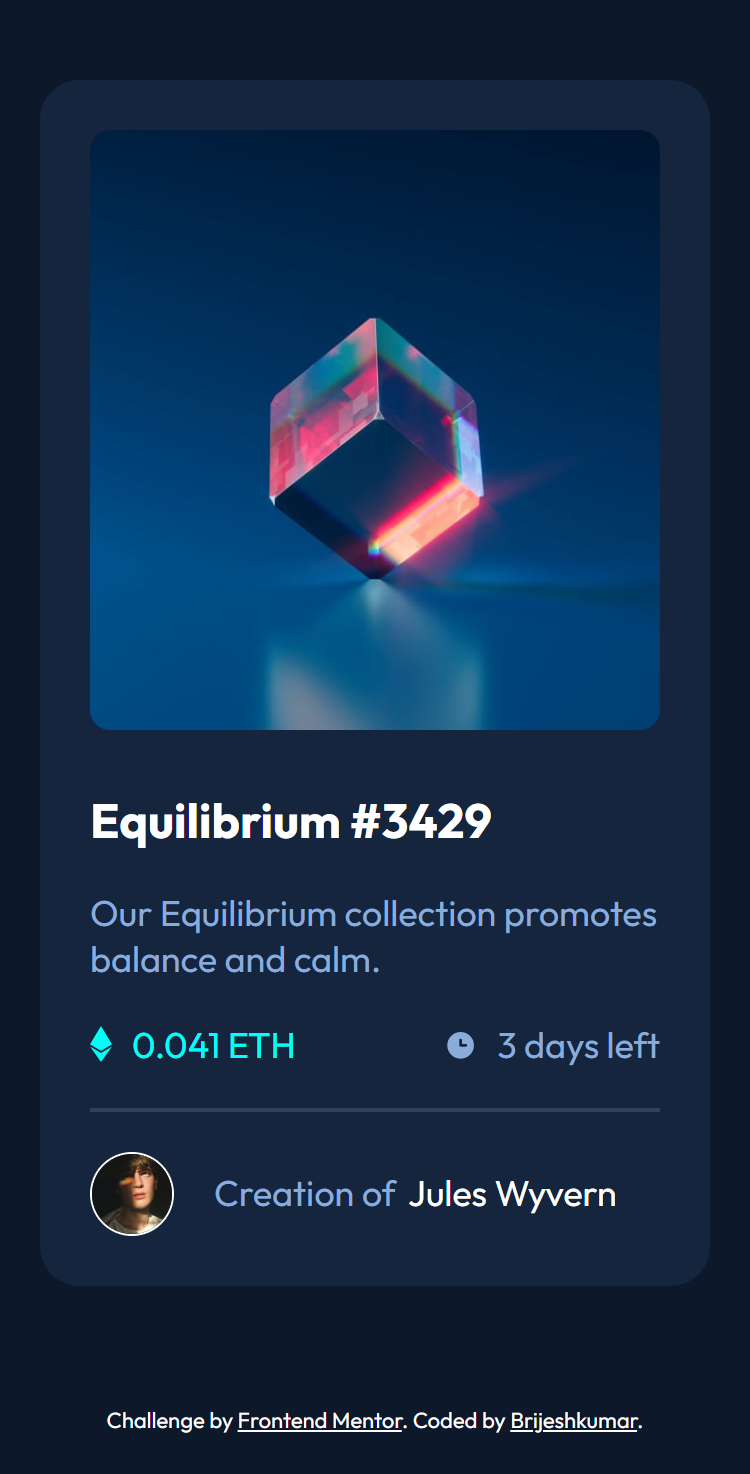 Equilibrium #3429
Our Equilibrium collection promotes
balance and calm.
0.041 ETH 3 days left
Creation of Jules Wyvern
Challenge by Frontend Mentor. Coded by Brijeshkumar.